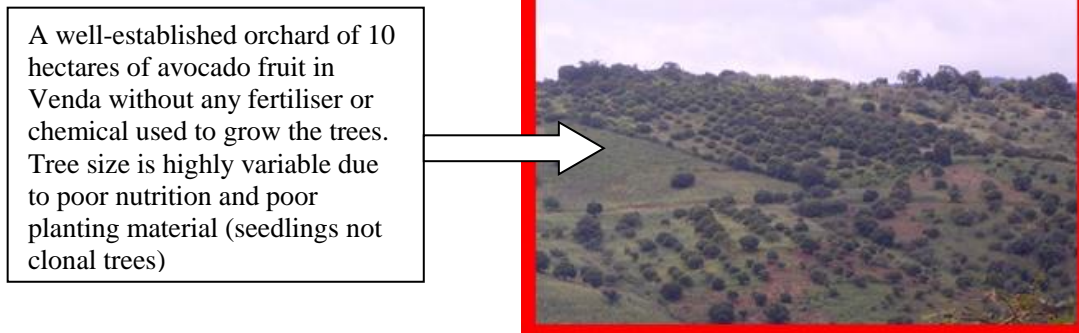 A well-established orchard of 10
hectares of avocado fruit in
Venda without any fertiliser or
chemical used to grow the trees.
Tree size is highly variable due
to poor nutrition and poor
planting material (seedlings not
clonal trees)